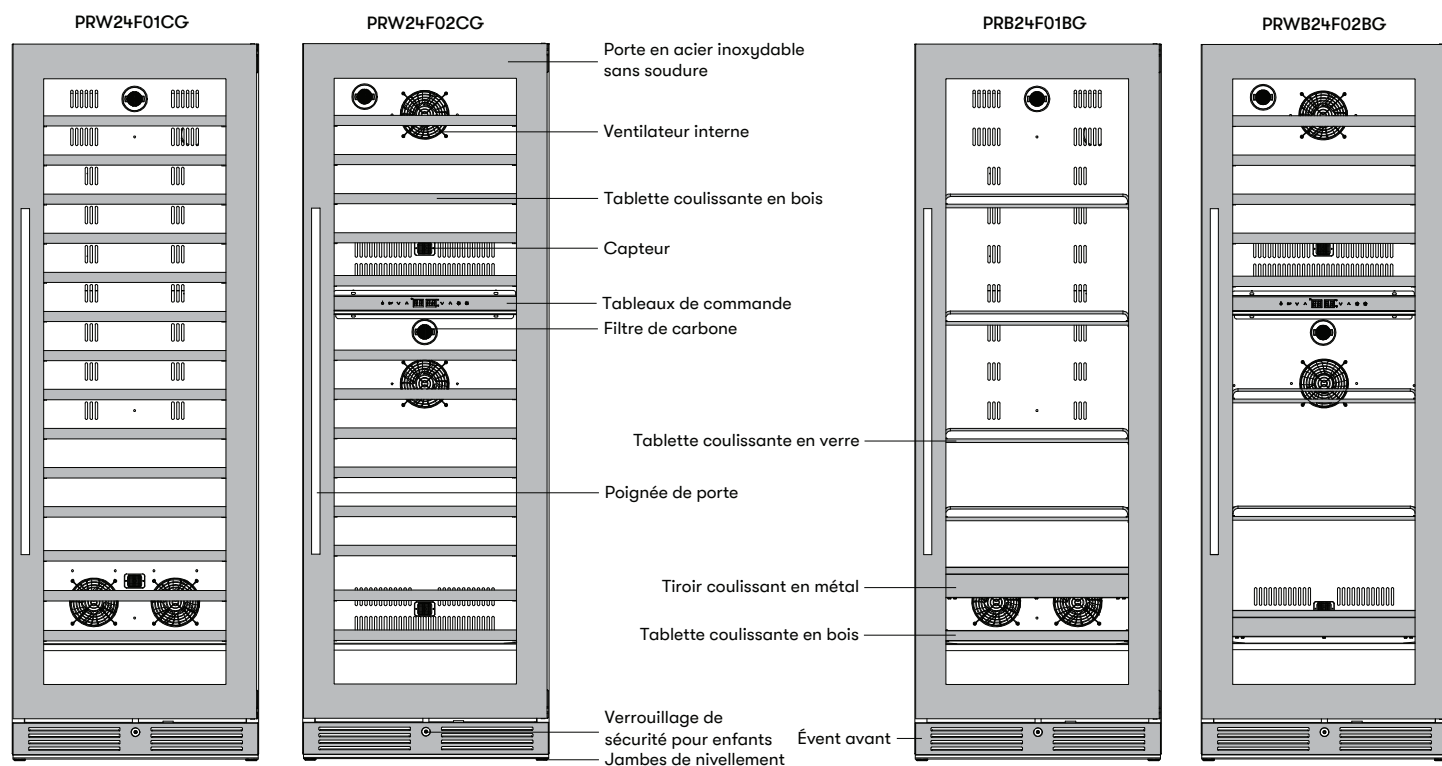 PRW24F01CG
PRW24F02CG
PRB24F01BG
PRWB24F02BG
Porte en acier inoxydable
sans soudure
Ventilateur interne
Tablette coulissante en bois
Capteur
Tableaux de commande
Filtre de carbone
Tablette coulissante en verre
Poignée de porte
Tiroir coulissant en métal
Tablette coulissante en bois
Verrouillage de
sécurité pour enfants
Évent avant
Jambes de nivellement